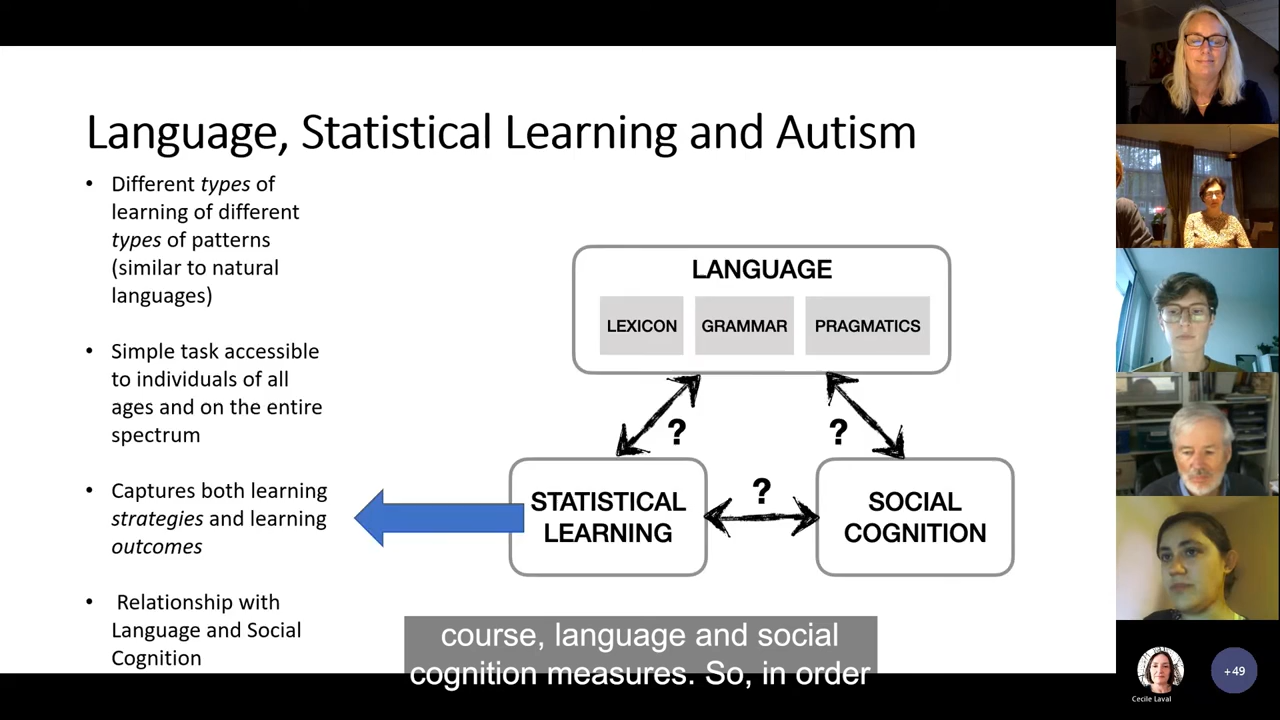 Language, Statistical Learning and Autism
• Different types of
learning of different
types of patterns
(similar to natural
languages)
• Simple task accessible
to individuals of all
ages and on the entire
spectrum
• Captures both learning
strategies and learning
outcomes
• Relationship with
Language and Social
Cognition
LANGUAGE
LEXICON GRAMMAR PRAGMATICS
? ?
?
STATISTICAL
LEARNING
SOCIAL
COGNITION
course, language and social
cognition measures. So, in order
Cecile Laval
+49